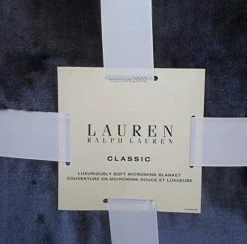 LAUREN
RALPH LAUREN
CLASSIC
LUXURIOUSLY SOFT MICROMINK BLANKET
COUVERTURE EN MICROMINK DOUCE ET LUXUEUSE